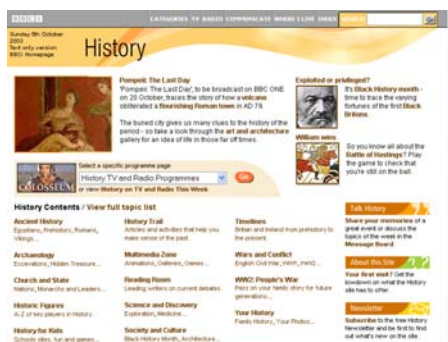 BBC CATEGORIES TV RADIO COMMUNICATE WHERE I LIVE INDEX SEARCH Go
Sunday 5th October
2003
Text only version
BBC Homepage
History
Pompeii: The Last Day
'Pompeii: The Last Day', to be broadcast on BBC ONE
on 20 October, traces the story of how a volcano
obliterated a flourishing Roman town in AD 79.
The buried city gives us many clues to the history of the
period - so take a look through the art and architecture
gallery for an idea of life in those far off times.
Exploited or privileged?
It's Black History month -
time to trace the varying
fortunes of the first Black
Britons.
William wins
So you know all about the
Battle of Hastings? Play
the game to check that
you're still on the ball.
COLOSSEUM
Select a specific programme page
History TV and Radio Programmes
Go
or view History on TV and Radio This Week
History Contents / View full topic list
Ancient History
Egyptians, Prehistory, Romans,
Vikings...
Archaeology
Excavations, Hidden Treasure...
Church and State
Nations, Monarchs and Leaders...
Historic Figures
A-Z of key players in History...
History for Kids
Schools sites, fun and games...
History Trail
Articles and activities that help you
make sense of the past.
Multimedia Zone
Animations, Galleries, Games...
Reading Room
Leading writers on current debates.
Science and Discovery
Exploration, Medicine...
Society and Culture
Black History Month, Architecture...
Timelines
Britain and Ireland from prehistory to
the present.
Wars and Conflict
English Civil War, WW1, WW2...
WW2: People's War
Pass on your family story for future
generations...
Your History
Family History, Your Photos...
Talk History
Share your memories of a
great event or discuss the
topics of the week in the
Message Board.
About this Site
Your first visit? Get the
lowdown on what the History
site has to offer.
Newsletter
Subscribe to the free History
Newsletter and be first to find
out what's new on the site.